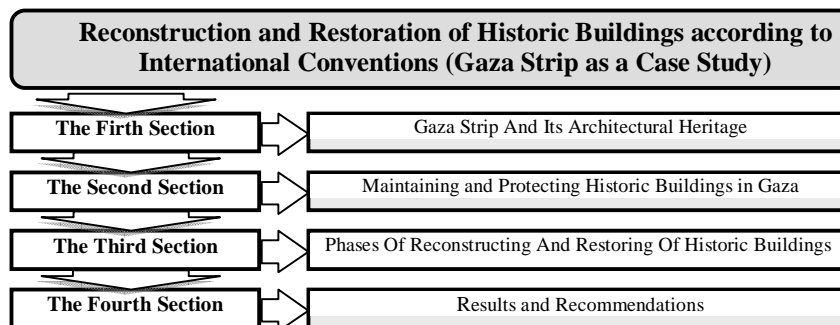 Reconstruction and Restoration of Historic Buildings according to
International Conventions (Gaza Strip as a Case Study)
The Firth Section
Gaza Strip And Its Architectural Heritage
The Second Section
Maintaining and Protecting Historic Buildings in Gaza
The Third Section
Phases Of Reconstructing And Restoring Of Historic Buildings
The Fourth Section
Results and Recommendations